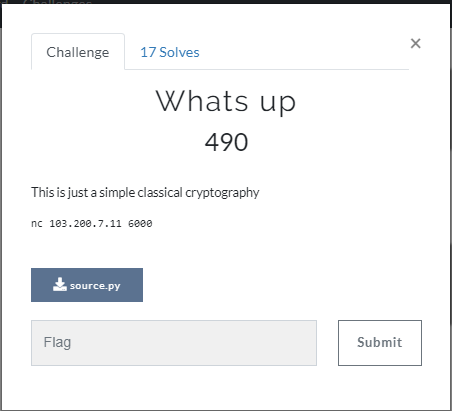 Challenge
17 Solves
×
Whats up
490
This is just a simple classical cryptography
nc 103.200.7.11 6000
source.py
Flag
Submit